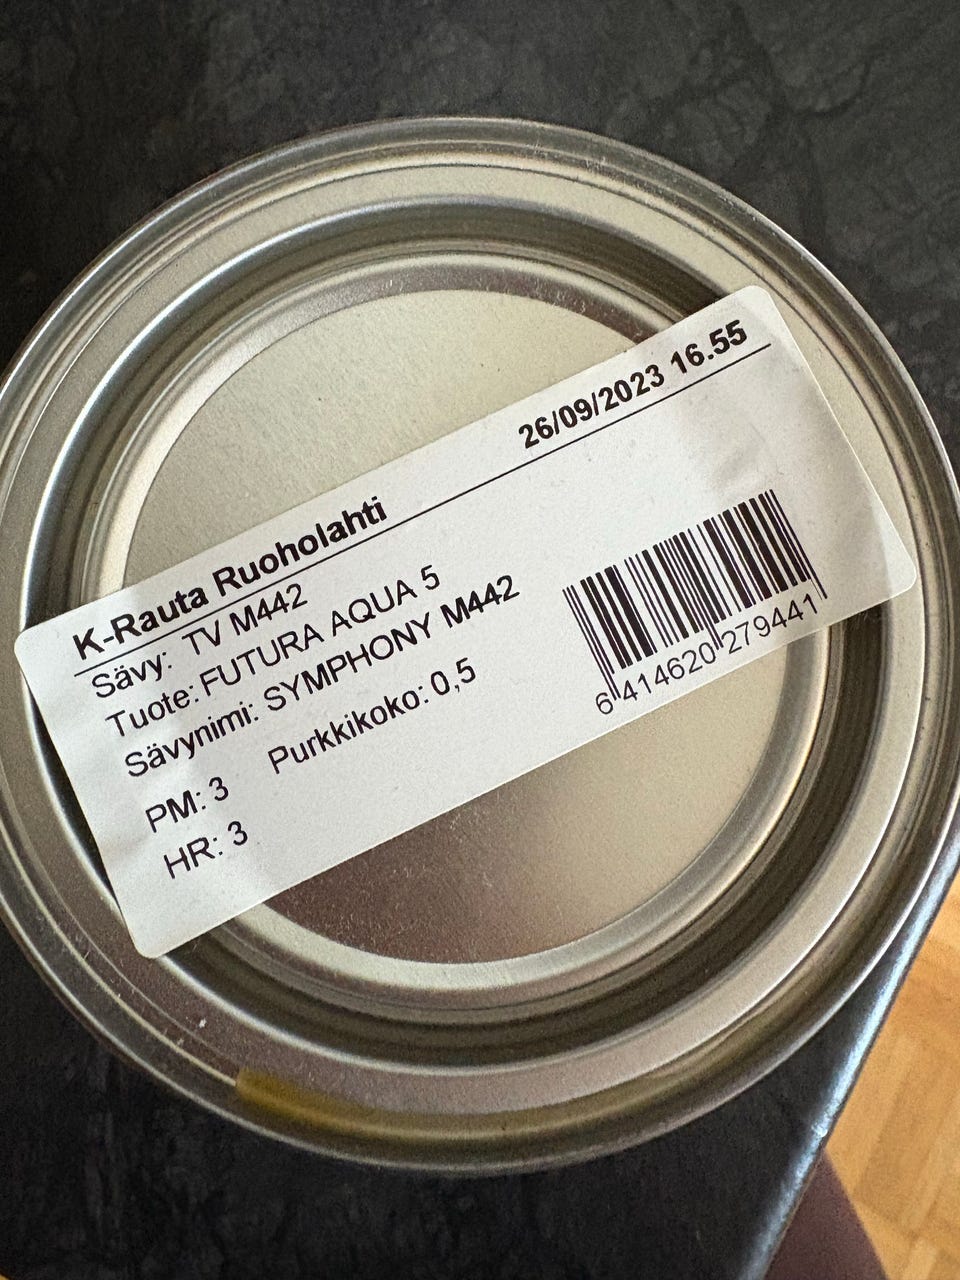 K-Rauta Ruoholahti 26/09/2023 16.55
Sävy: TV M442
Tuote: FUTURA AQUA 5
Sävynimi: SYMPHONY M442
PM: 3 Purkkikoko: 0,5
HR: 3
6 414620 279441